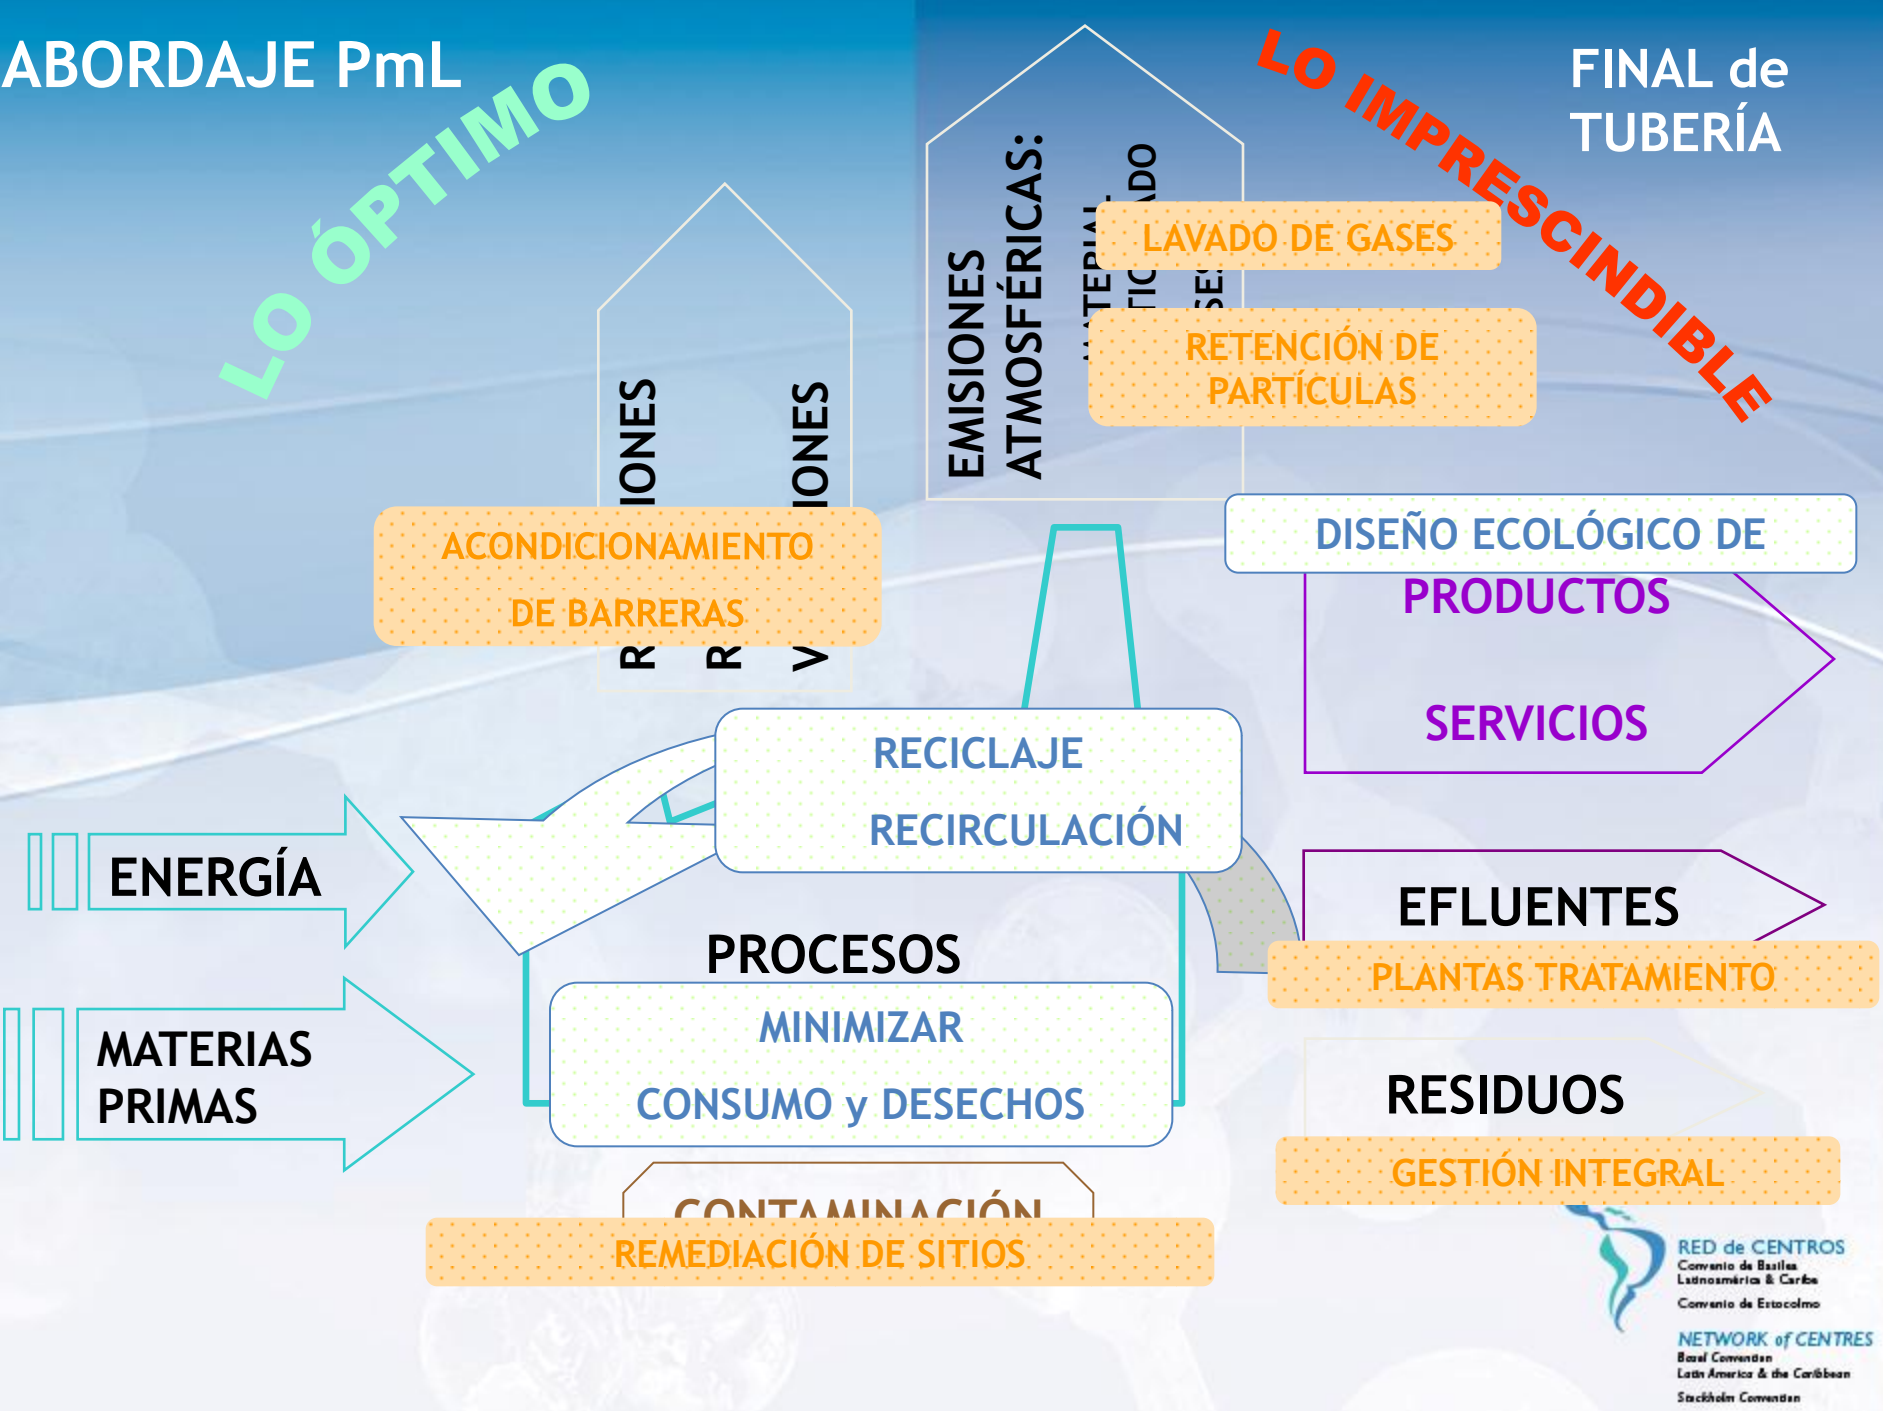 ABORDAJE PmL
LO ÓPTIMO
LO IMPRESCINDIBLE
FINAL de
TUBERÍA
EMISIONES
ATMOSFÉRICAS:
LAVADO DE GASES
RETENCIÓN DE
PARTÍCULAS
ACONDICIONAMIENTO
DE BARRERAS
DISEÑO ECOLÓGICO DE
PRODUCTOS
SERVICIOS
RECICLAJE
RECIRCULACIÓN
ENERGÍA
EFLUENTES
PROCESOS
PLANTAS TRATAMIENTO
MINIMIZAR
CONSUMO y DESECHOS
MATERIAS
PRIMAS
RESIDUOS
GESTIÓN INTEGRAL
CONTAMINACIÓN
REMEDIACIÓN DE SITIOS
RED de CENTROS
Convenio de Basilea
Latinoamérica & Caribe
Convenio de Estocolmo
NETWORK of CENTRES
Basel Convention
Latin America & the Caribbean
Stockholm Convention